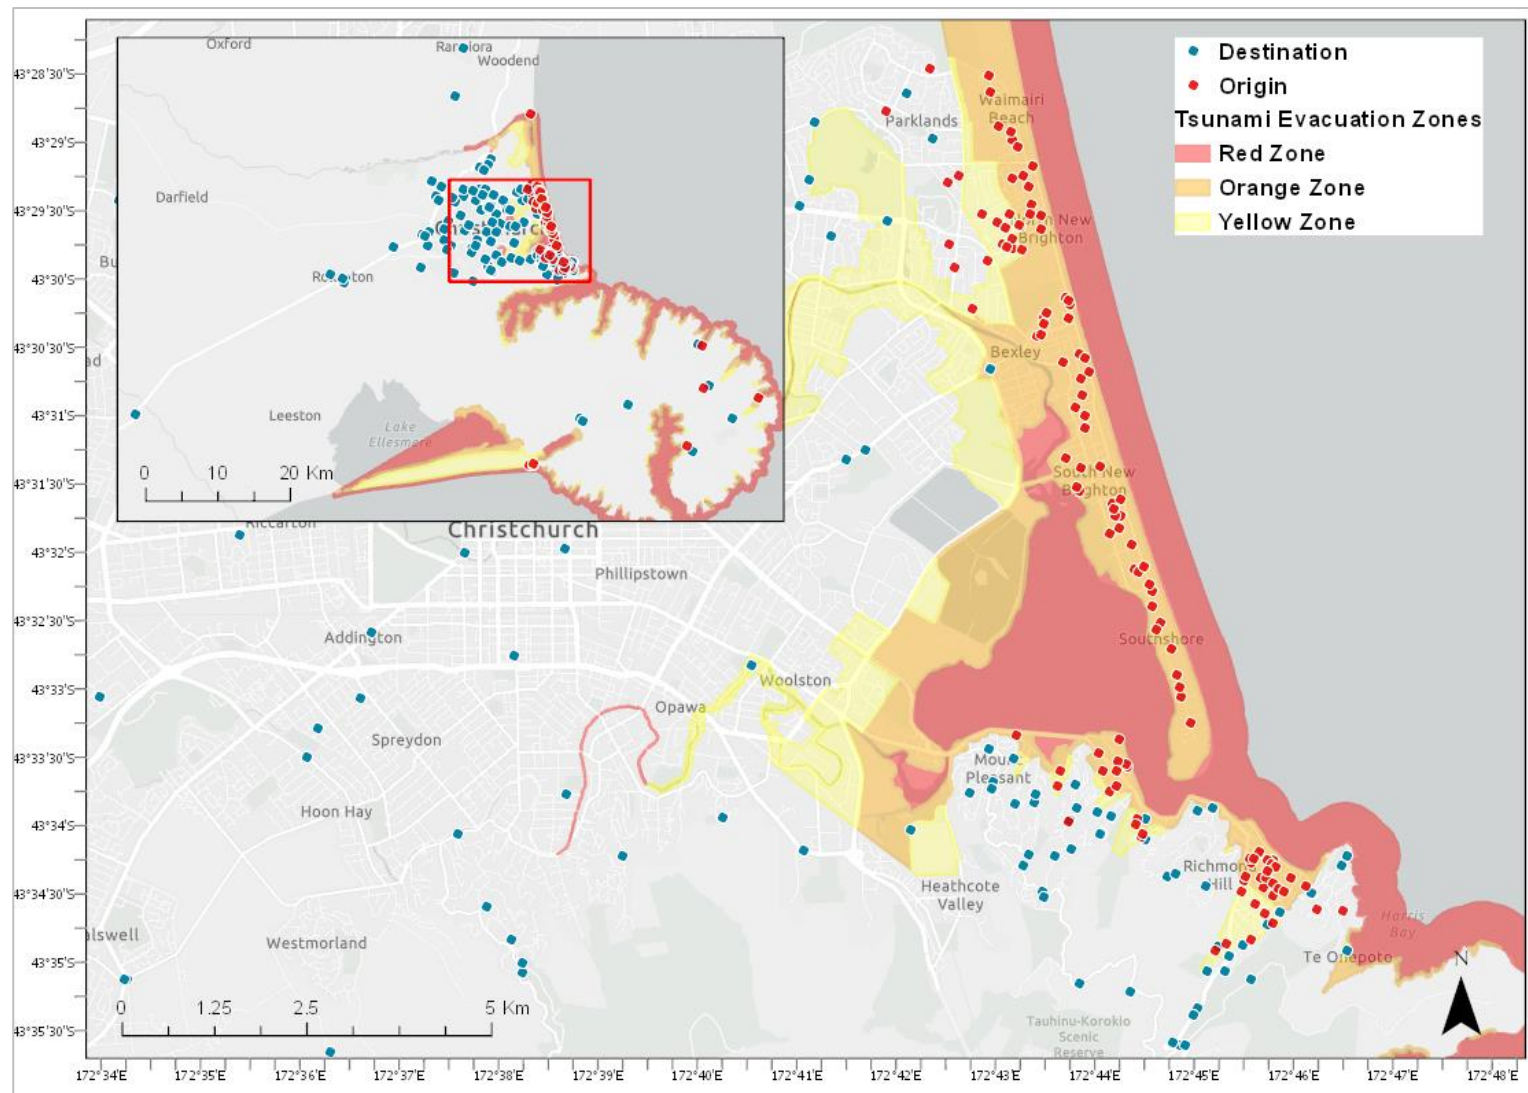 Oxford
Rangiora
Woodend
Darfield
Christchurch
Leeston
Lake
Ellesmere
0 10 20 Km
Destination
Origin
Tsunami Evacuation Zones
Red Zone
Orange Zone
Yellow Zone
43°28'30"S
43°29'S
43°29'30"S
43°30'S
43°30'30"S
43°31'S
43°31'30"S
43°32'S
43°32'30"S
43°33'S
43°33'30"S
43°34'S
43°34'30"S
43°35'S
43°35'30"S
Waimairi
Beach
Parklands
North New
Brighton
Bexley
South New
Brighton
Riccarton
Christchurch
Phillipstown
Addington
Southshore
Woolston
Opawa
Spreydon
Mount
Pleasant
Hoon Hay
Richmond
Hill
Heathcote
Valley
Harris
Bay
alswell
Westmorland
Te Onepoto
N
0 1.25 2.5 5 Km
Tauhinu-Korokio
Scenic
Reserve
172°34'E 172°35'E 172°36'E 172°37'E 172°38'E 172°39'E 172°40'E 172°41'E 172°42'E 172°43'E 172°44'E 172°45'E 172°46'E 172°47'E 172°48'E